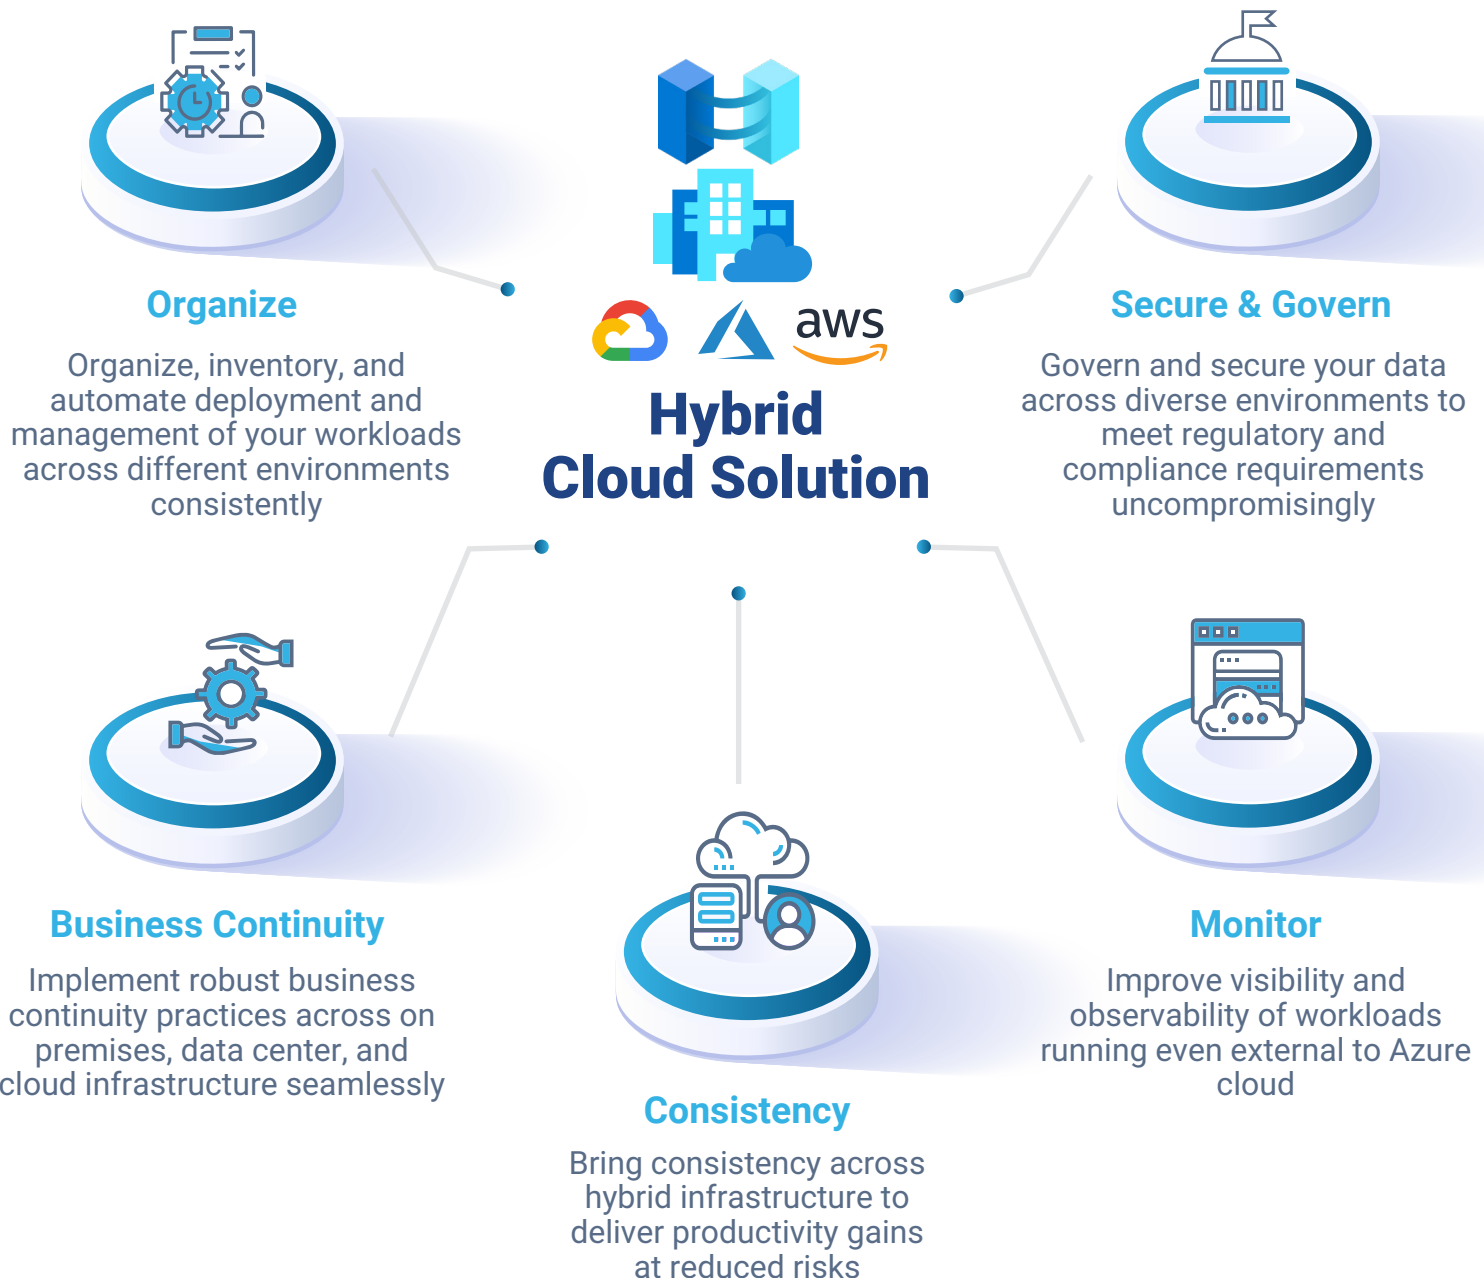 aws
Hybrid
Cloud Solution
Organize
Organize, inventory, and
automate deployment and
management of your workloads
across different environments
consistently
Secure & Govern
Govern and secure your data
across diverse environments to
meet regulatory and
compliance requirements
uncompromisingly
Business Continuity
Implement robust business
continuity practices across on
premises, data center, and
cloud infrastructure seamlessly
Consistency
Bring consistency across
hybrid infrastructure to
deliver productivity gains
at reduced risks
Monitor
Improve visibility and
observability of workloads
running even external to Azure
cloud